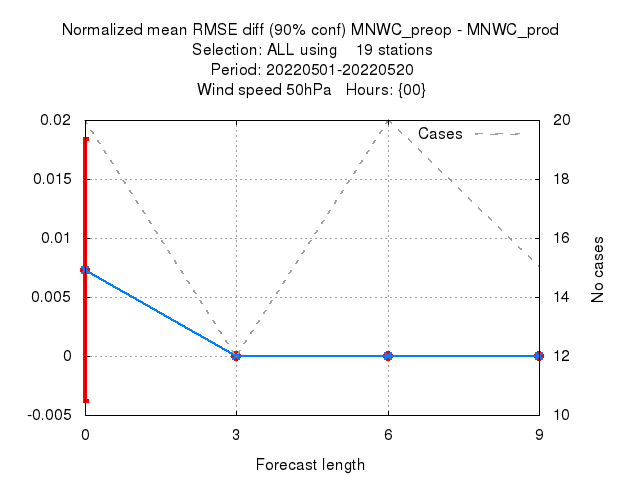 Normalized mean RMSE diff (90% conf) MNWC_preop - MNWC_prod
Selection: ALL using    19 stations
Period: 20220501-20220520
Wind speed 50hPa   Hours: {00}
Cases
0.02
0.015
0.01
0.005
0
-0.005
20
18
16
14
12
10
No cases
0 3 6 9
Forecast length